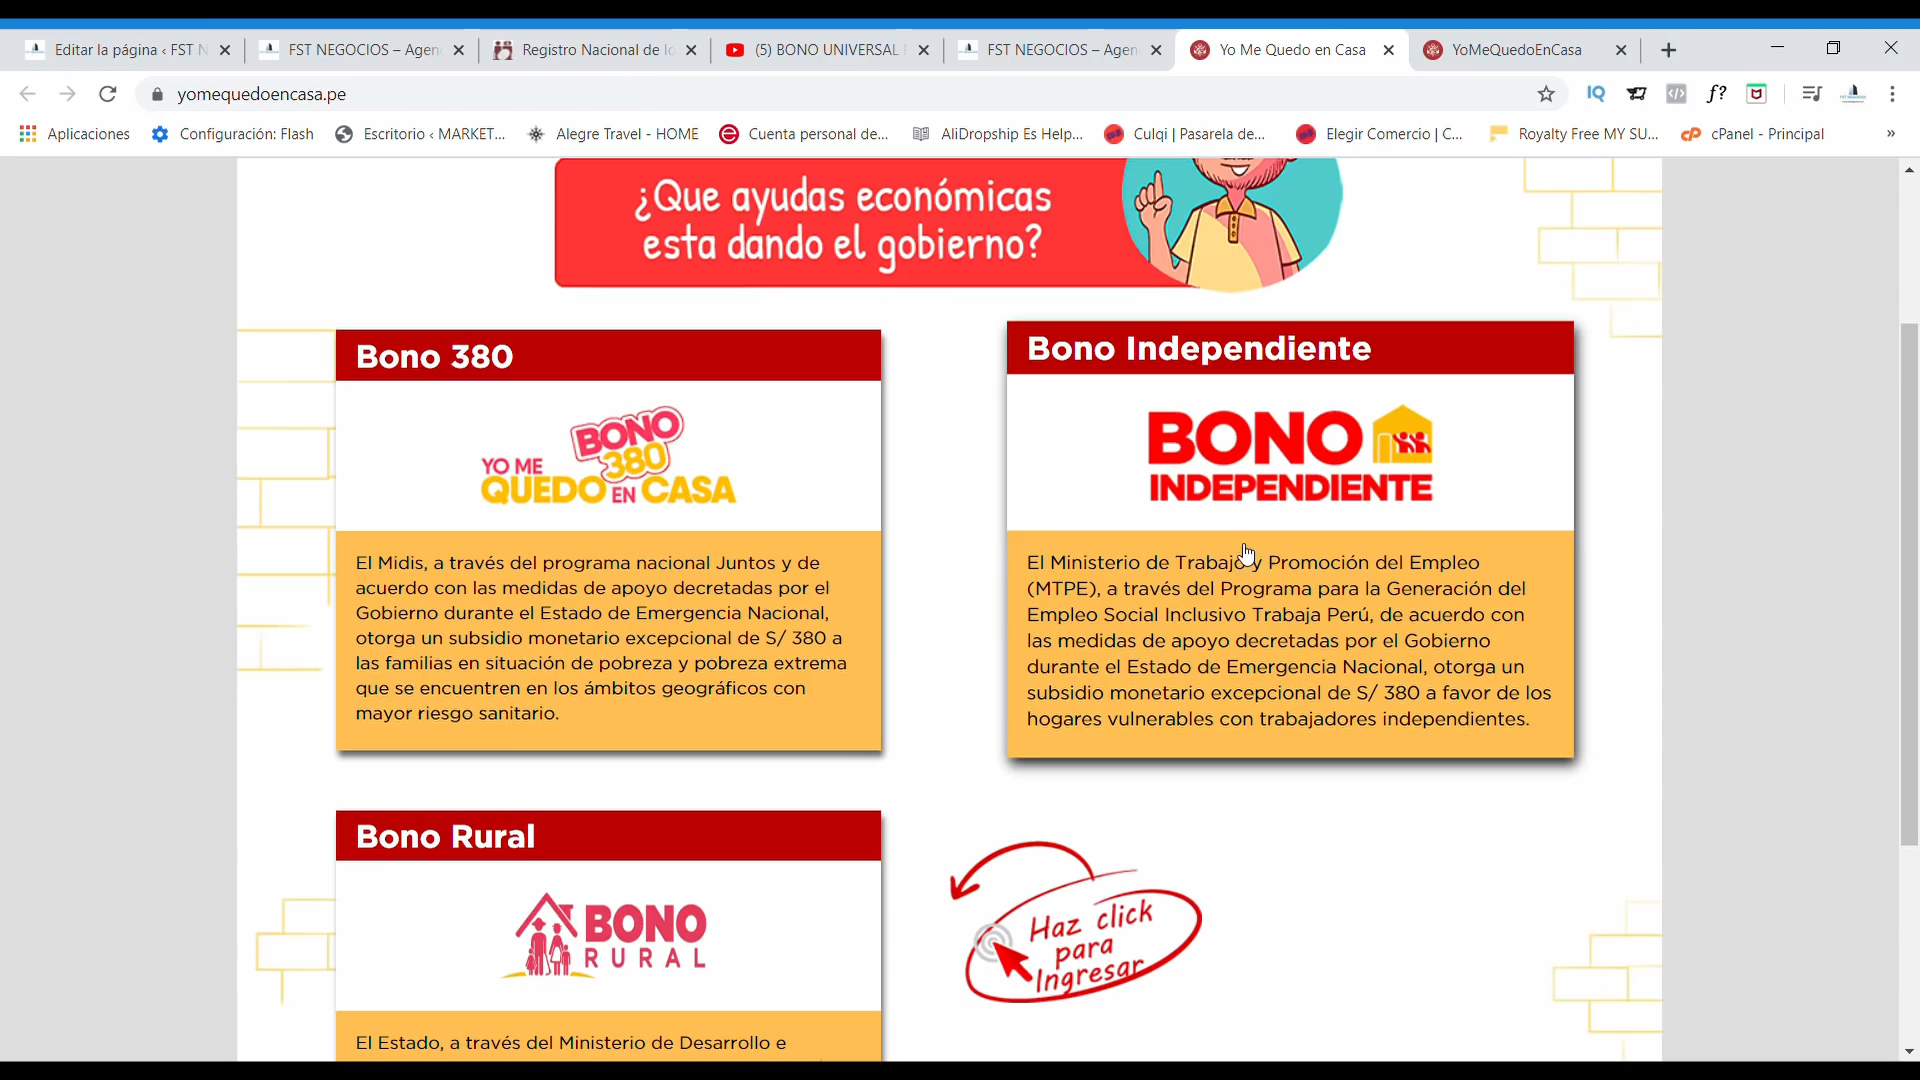 Editar la página ‹ FST N
FST NEGOCIOS – Agen
Registro Nacional de lo
(5) BONO UNIVERSAL
FST NEGOCIOS – Agen
Yo Me Quedo en Casa
YoMeQuedoEnCasa
yomequedoencasa.pe
IQ
f?
Aplicaciones
Configuración: Flash
Escritorio ‹ MARKET...
Alegre Travel - HOME
Cuenta personal de...
AliDropship Es Help...
Culqi | Pasarela de...
Elegir Comercio | C...
Royalty Free MY SU...
cPanel - Principal
»
¿Que ayudas económicas
esta dando el gobierno?
Bono 380
BONO
380
YO ME
QUEDO EN CASA
El Midis, a través del programa nacional Juntos y de
acuerdo con las medidas de apoyo decretadas por el
Gobierno durante el Estado de Emergencia Nacional,
otorga un subsidio monetario excepcional de S/ 380 a
las familias en situación de pobreza y pobreza extrema
que se encuentren en los ámbitos geográficos con
mayor riesgo sanitario.
Bono Independiente
BONO
INDEPENDIENTE
El Ministerio de Trabajo y Promoción del Empleo
(MTPE), a través del Programa para la Generación del
Empleo Social Inclusivo Trabaja Perú, de acuerdo con
las medidas de apoyo decretadas por el Gobierno
durante el Estado de Emergencia Nacional, otorga un
subsidio monetario excepcional de S/ 380 a favor de los
hogares vulnerables con trabajadores independientes.
Bono Rural
BONO
RURAL
El Estado, a través del Ministerio de Desarrollo e
Haz click
para
Ingresar